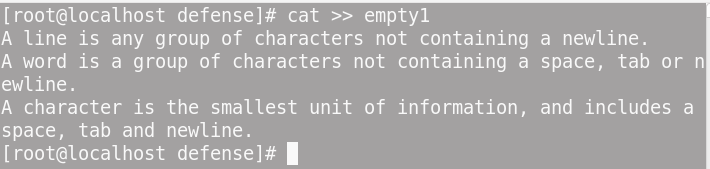 [root@localhost defense]# cat >> empty1
A line is any group of characters not containing a newline.
A word is a group of characters not containing a space, tab or n
ewline.
A character is the smallest unit of information, and includes a
space, tab and newline.
[root@localhost defense]#